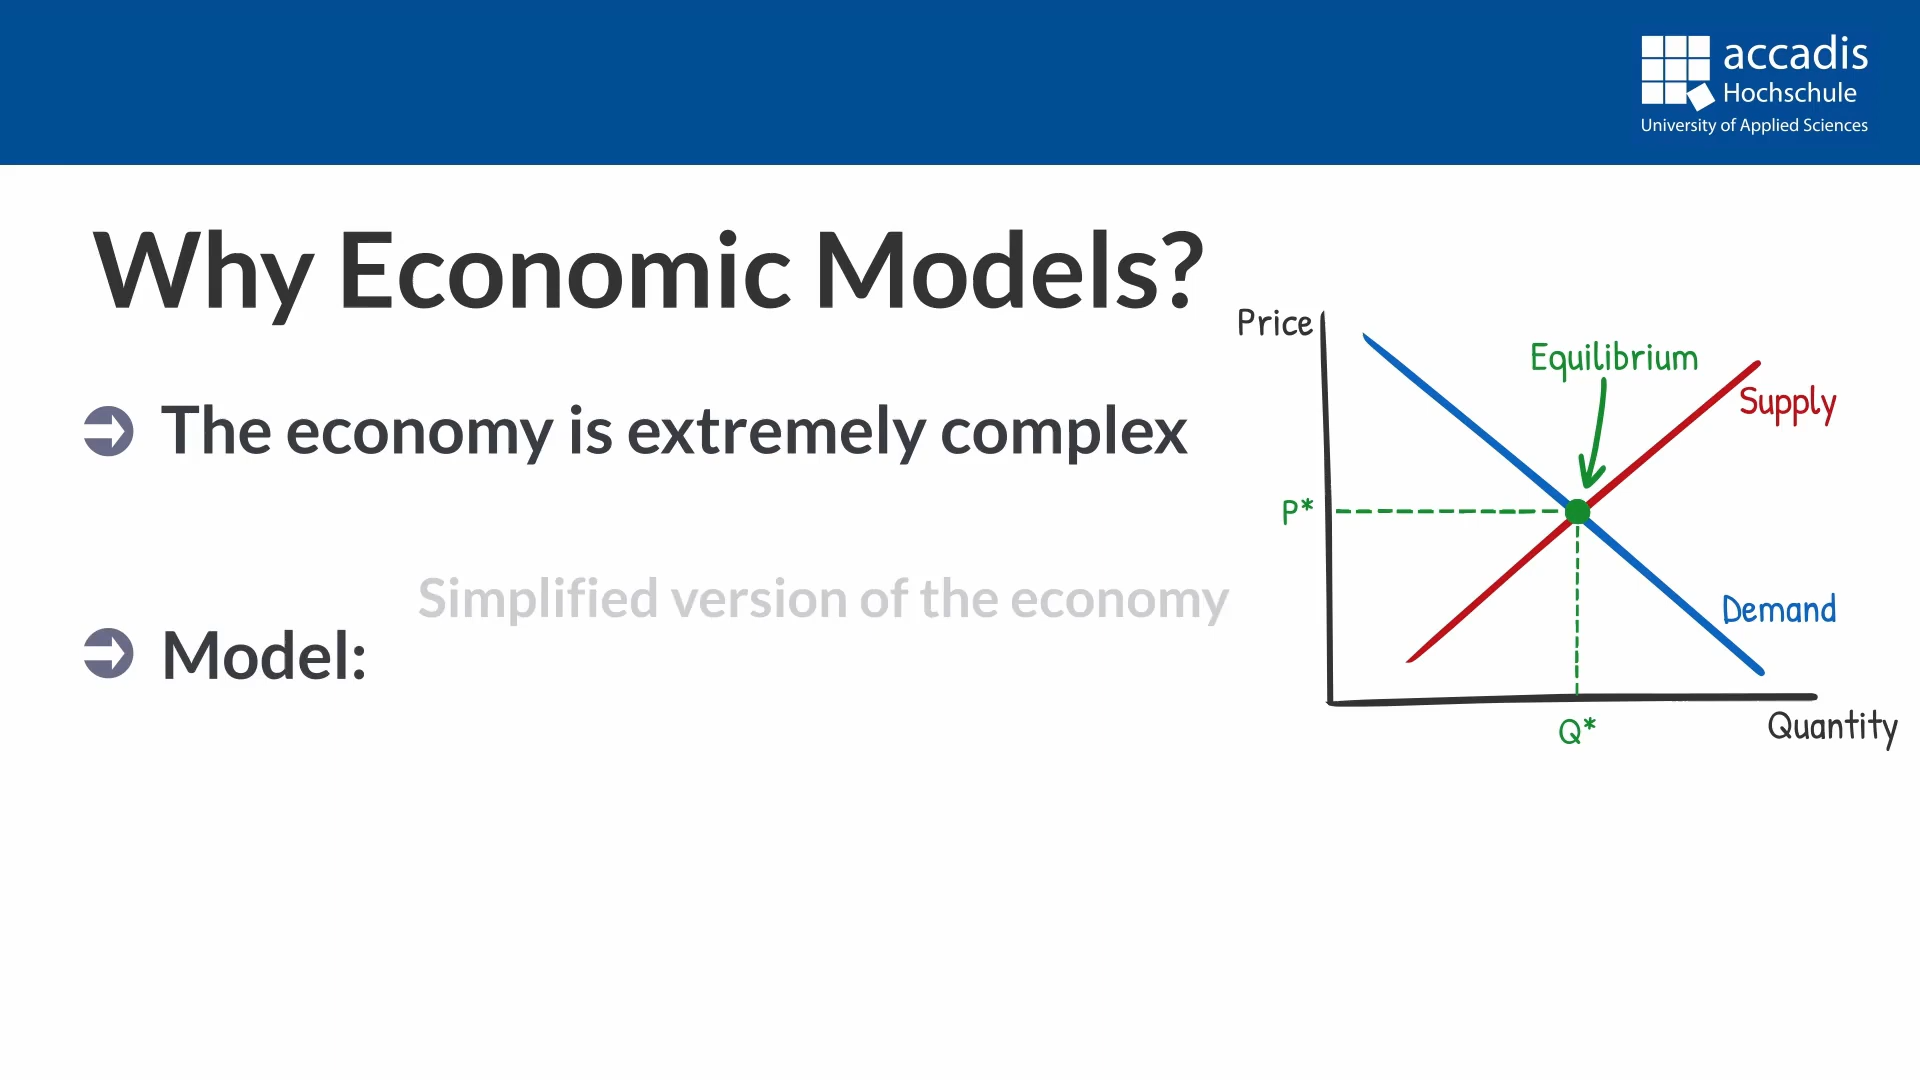 accadis
Hochschule
University of Applied Sciences
Why Economic Models?
The economy is extremely complex
Simplified version of the economy
Model:
Price
Equilibrium
Supply
P*
Demand
Q*
Quantity